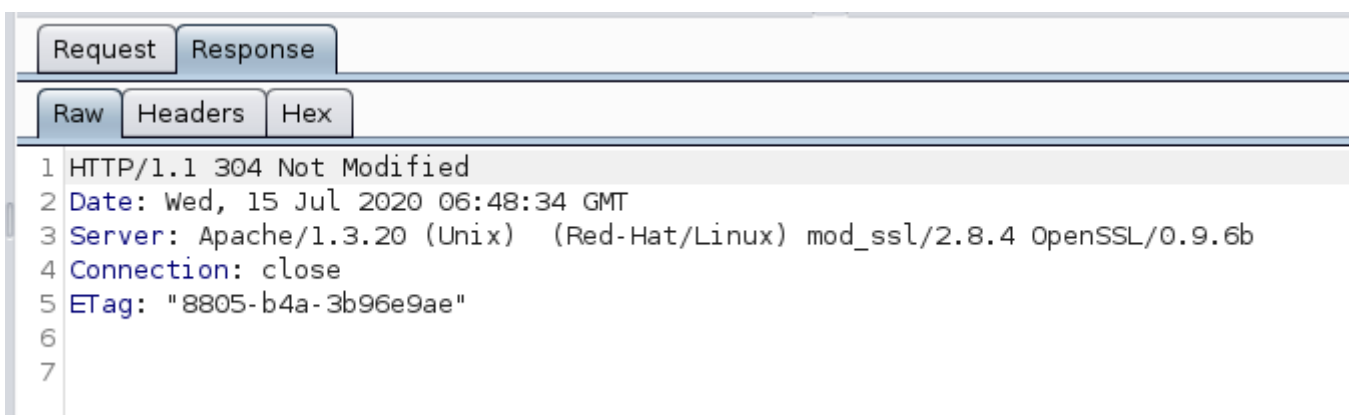 Request Response
Raw Headers Hex
1 HTTP/1.1 304 Not Modified
2 Date: Wed, 15 Jul 2020 06:48:34 GMT
3 Server: Apache/1.3.20 (Unix)  (Red-Hat/Linux) mod_ssl/2.8.4 OpenSSL/0.9.6b
4 Connection: close
5 ETag: "8805-b4a-3b96e9ae"
6
7